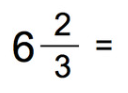 6 2/3 =